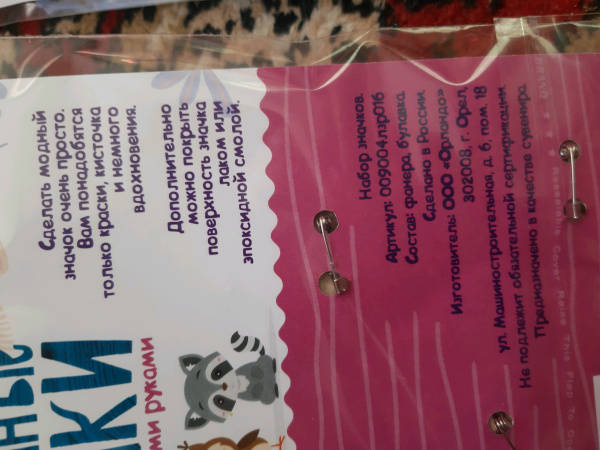 Сделать модный
значок очень просто.
Вам понадобятся
только краски, кисточка
и немного
вдохновения.
Дополнительно
можно покрыть
поверхность значка
лаком или
эпоксидной смолой.
ми руками
Набор значков.
Артикул: 009004лзр016
Состав: фанера, булавка
Сделано в России
Изготовитель: ООО «Орландо»
302008, г. Орел,
ул. Машиностроительная, д. 6, пом. 18
Не подлежит обязательной сертификации.
Предназначено в качестве сувенира.